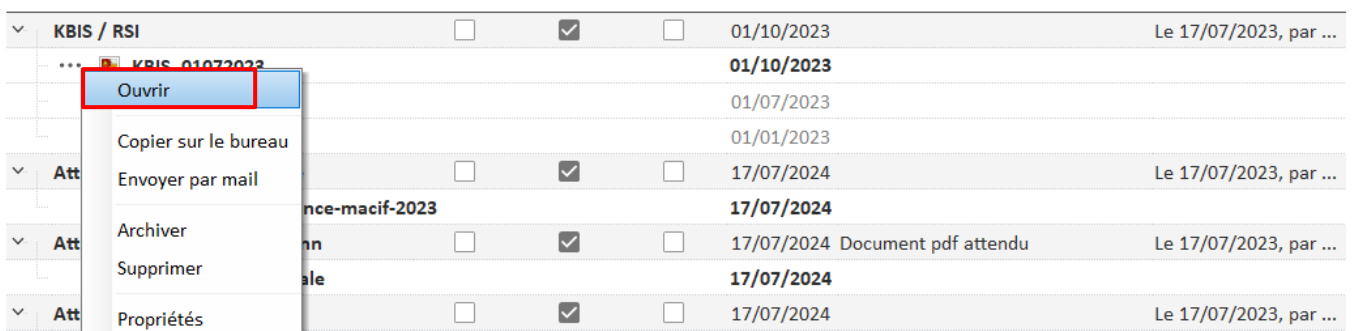 KBIS / RSI 01/10/2023 Le 17/07/2023, par ...
... KBIS_01072023 01/10/2023
Ouvrir
01/07/2023
Copier sur le bureau 01/01/2023
Att 17/07/2024 Le 17/07/2023, par ...
Envoyer par mail
nce-macif-2023 17/07/2024
Archiver
Att nn 17/07/2024 Document pdf attendu Le 17/07/2023, par ...
Supprimer ale 17/07/2024
Att 17/07/2024 Le 17/07/2023, par ...
Propriétés